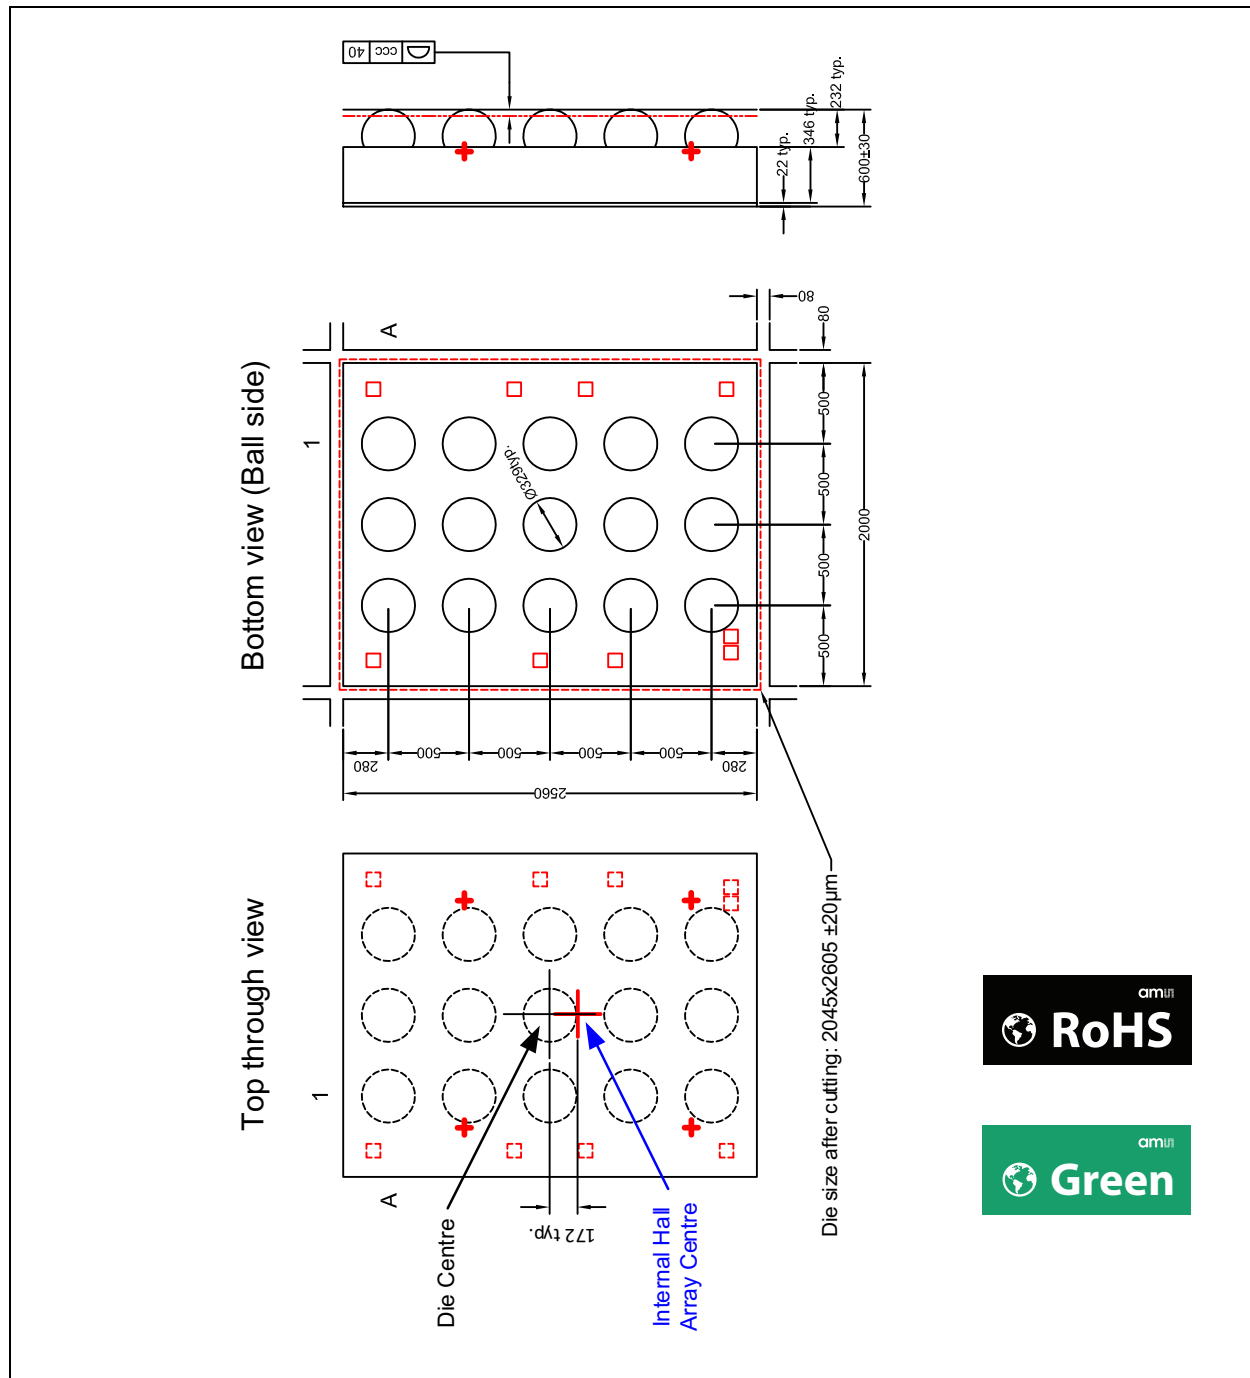 40 ccc
232 typ.
346 typ.
22 typ.
600±30
Bottom view (Ball side)
1
A
80
80
500
500
500
500
2000
Ø329typ.
280
500
500
500
500
280
2560
Top through view
1
A
172 typ.
Die Centre
Internal Hall
Array Centre
Die size after cutting: 2045x2605 ±20µm
am
RoHS
am
Green